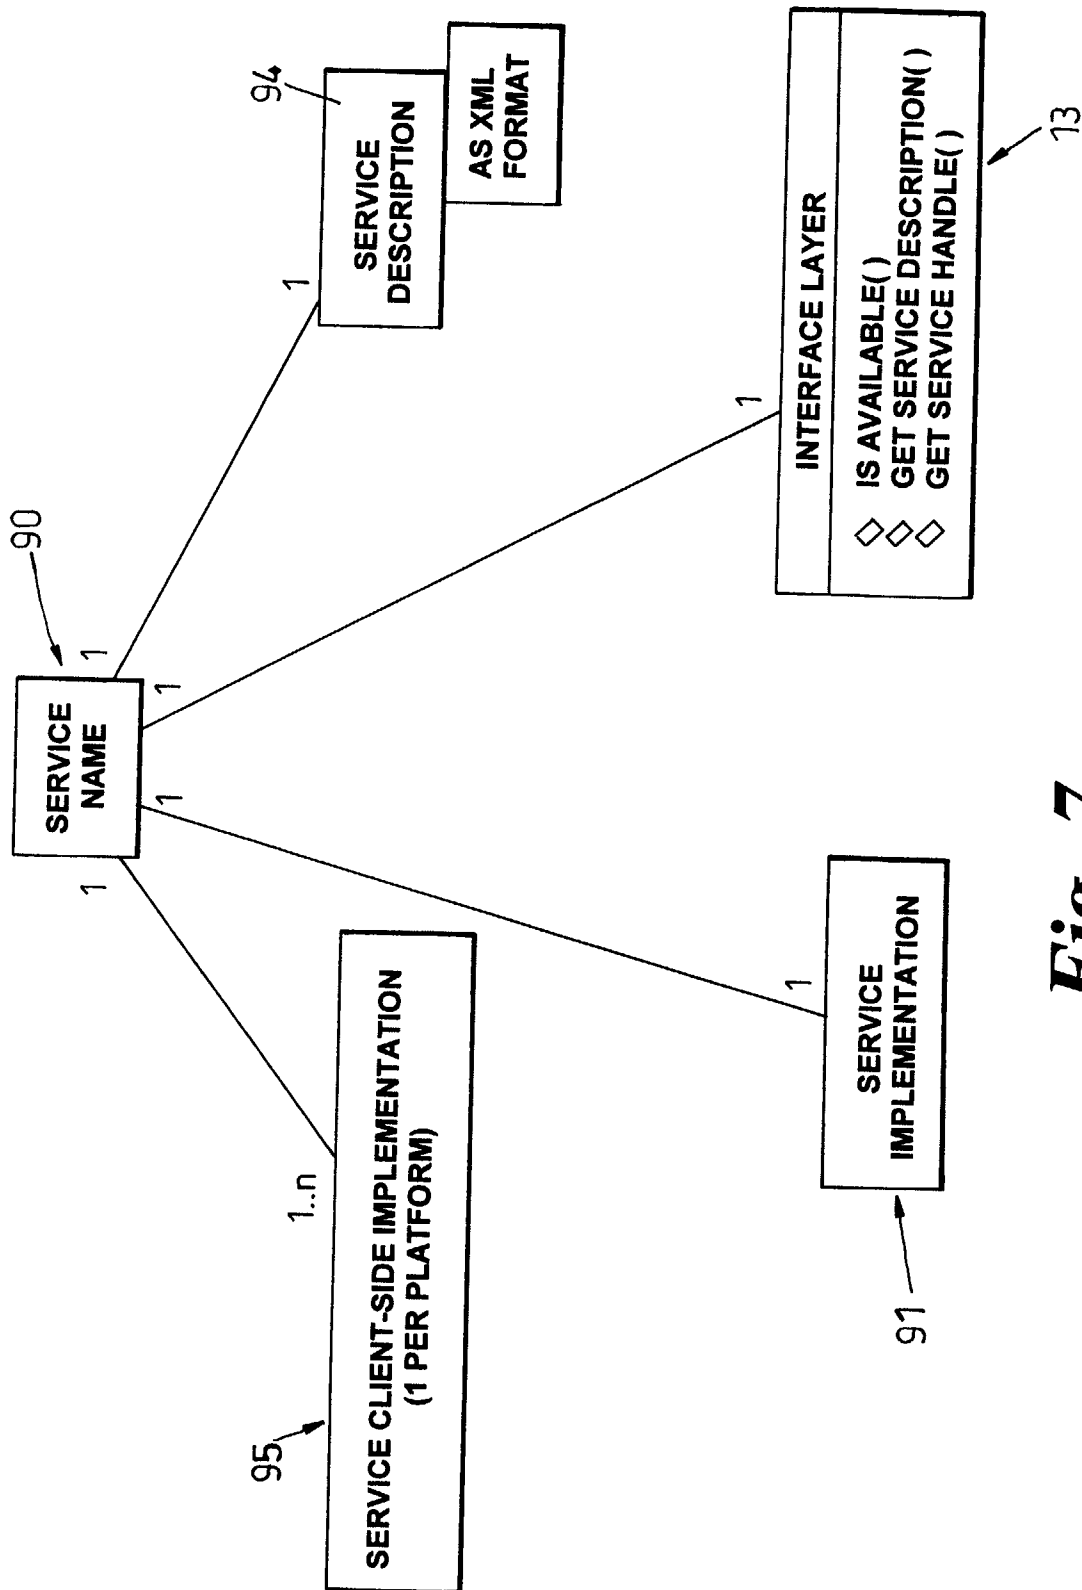 90
SERVICE
NAME
1
1
1
1
94
1
SERVICE
DESCRIPTION
AS XML
FORMAT
95
1..n
SERVICE CLIENT-SIDE IMPLEMENTATION
(1 PER PLATFORM)
1
SERVICE
IMPLEMENTATION
91
1
INTERFACE LAYER
IS AVAILABLE( )
GET SERVICE DESCRIPTION( )
GET SERVICE HANDLE( )
13
Fig. 7